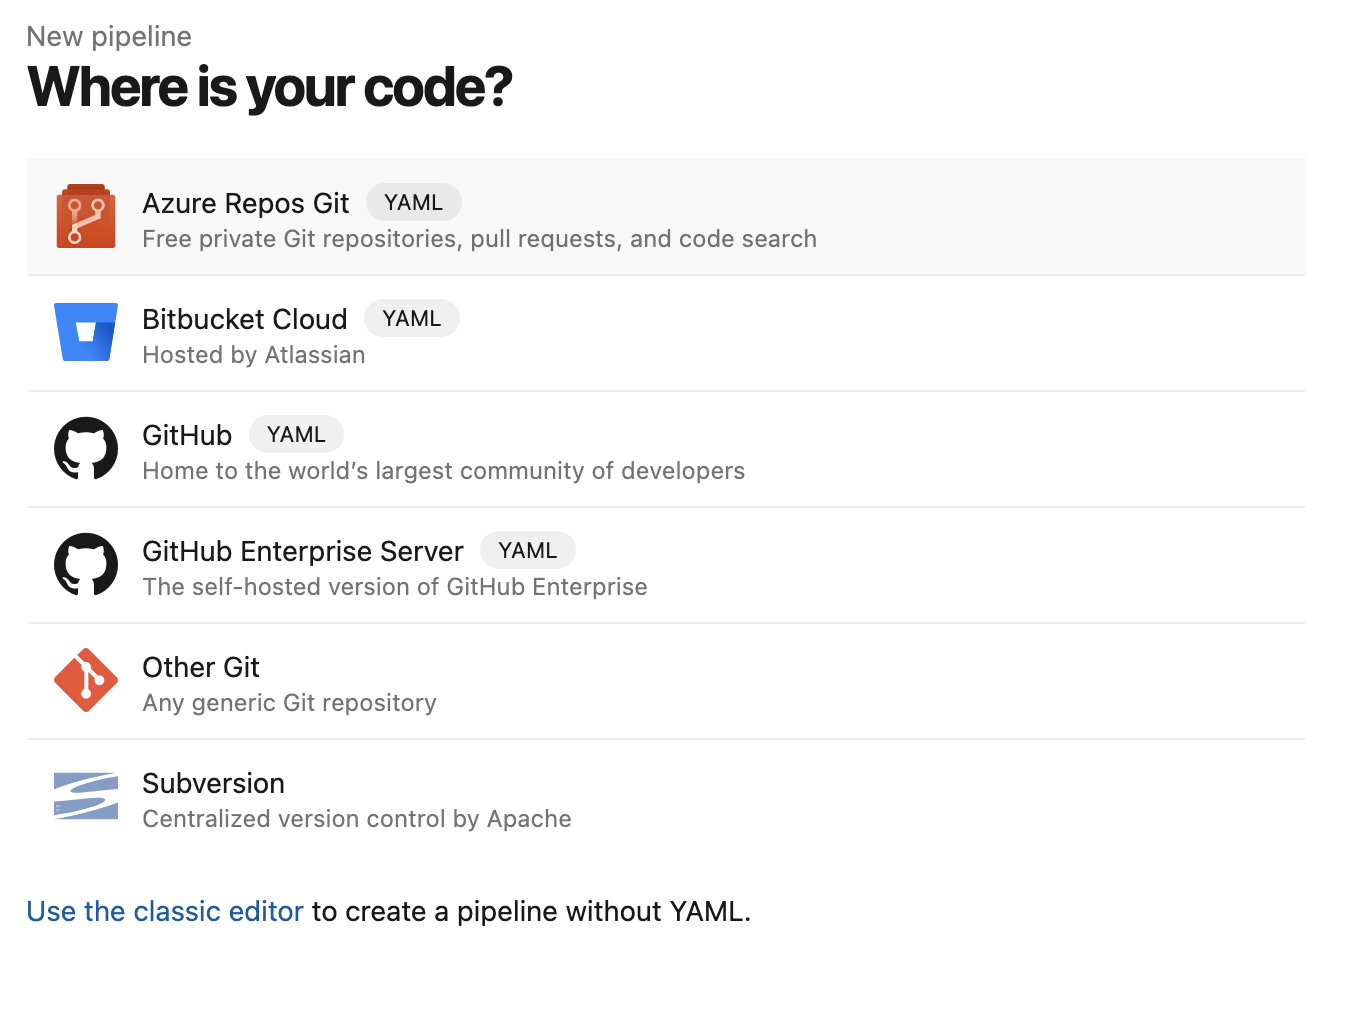 New pipeline
Where is your code?
Azure Repos Git YAML
Free private Git repositories, pull requests, and code search
Bitbucket Cloud YAML
Hosted by Atlassian
GitHub YAML
Home to the world’s largest community of developers
GitHub Enterprise Server YAML
The self-hosted version of GitHub Enterprise
Other Git
Any generic Git repository
Subversion
Centralized version control by Apache
Use the classic editor to create a pipeline without YAML.